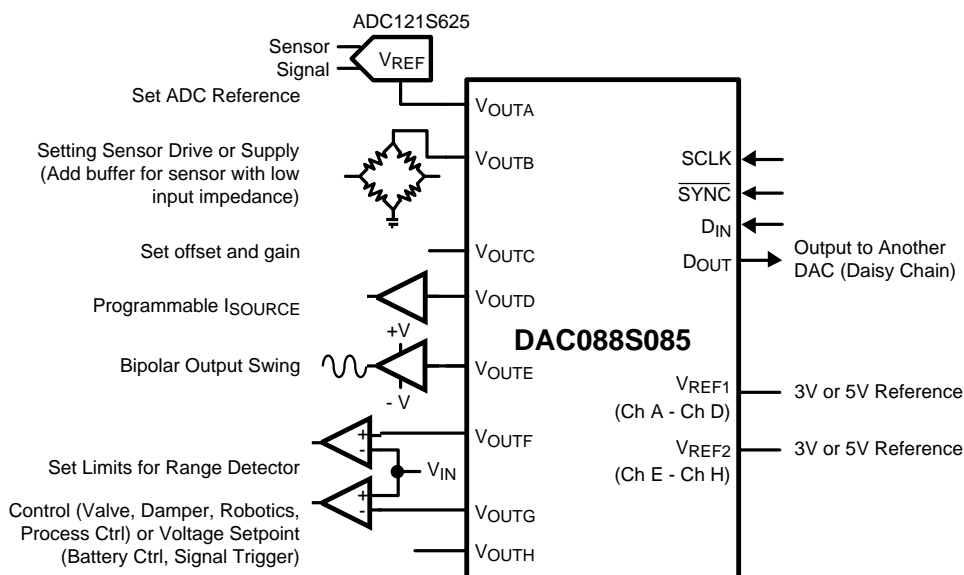 ADC121S625
Sensor
Signal
VREF
Set ADC Reference
VOUTA
Setting Sensor Drive or Supply
(Add buffer for sensor with low
input impedance)
VOUTB
SCLK
SYNC
DIN
DOUT
Output to Another
DAC (Daisy Chain)
Set offset and gain
VOUTC
Programmable ISOURCE
VOUTD
DAC088S085
+V
Bipolar Output Swing
VOUTE
- V
VREF1
(Ch A - Ch D)
3V or 5V Reference
VREF2
(Ch E - Ch H)
3V or 5V Reference
+
-
VOUTF
Set Limits for Range Detector
VIN
+
-
Control (Valve, Damper, Robotics,
Process Ctrl) or Voltage Setpoint
(Battery Ctrl, Signal Trigger)
VOUTG
VOUTH